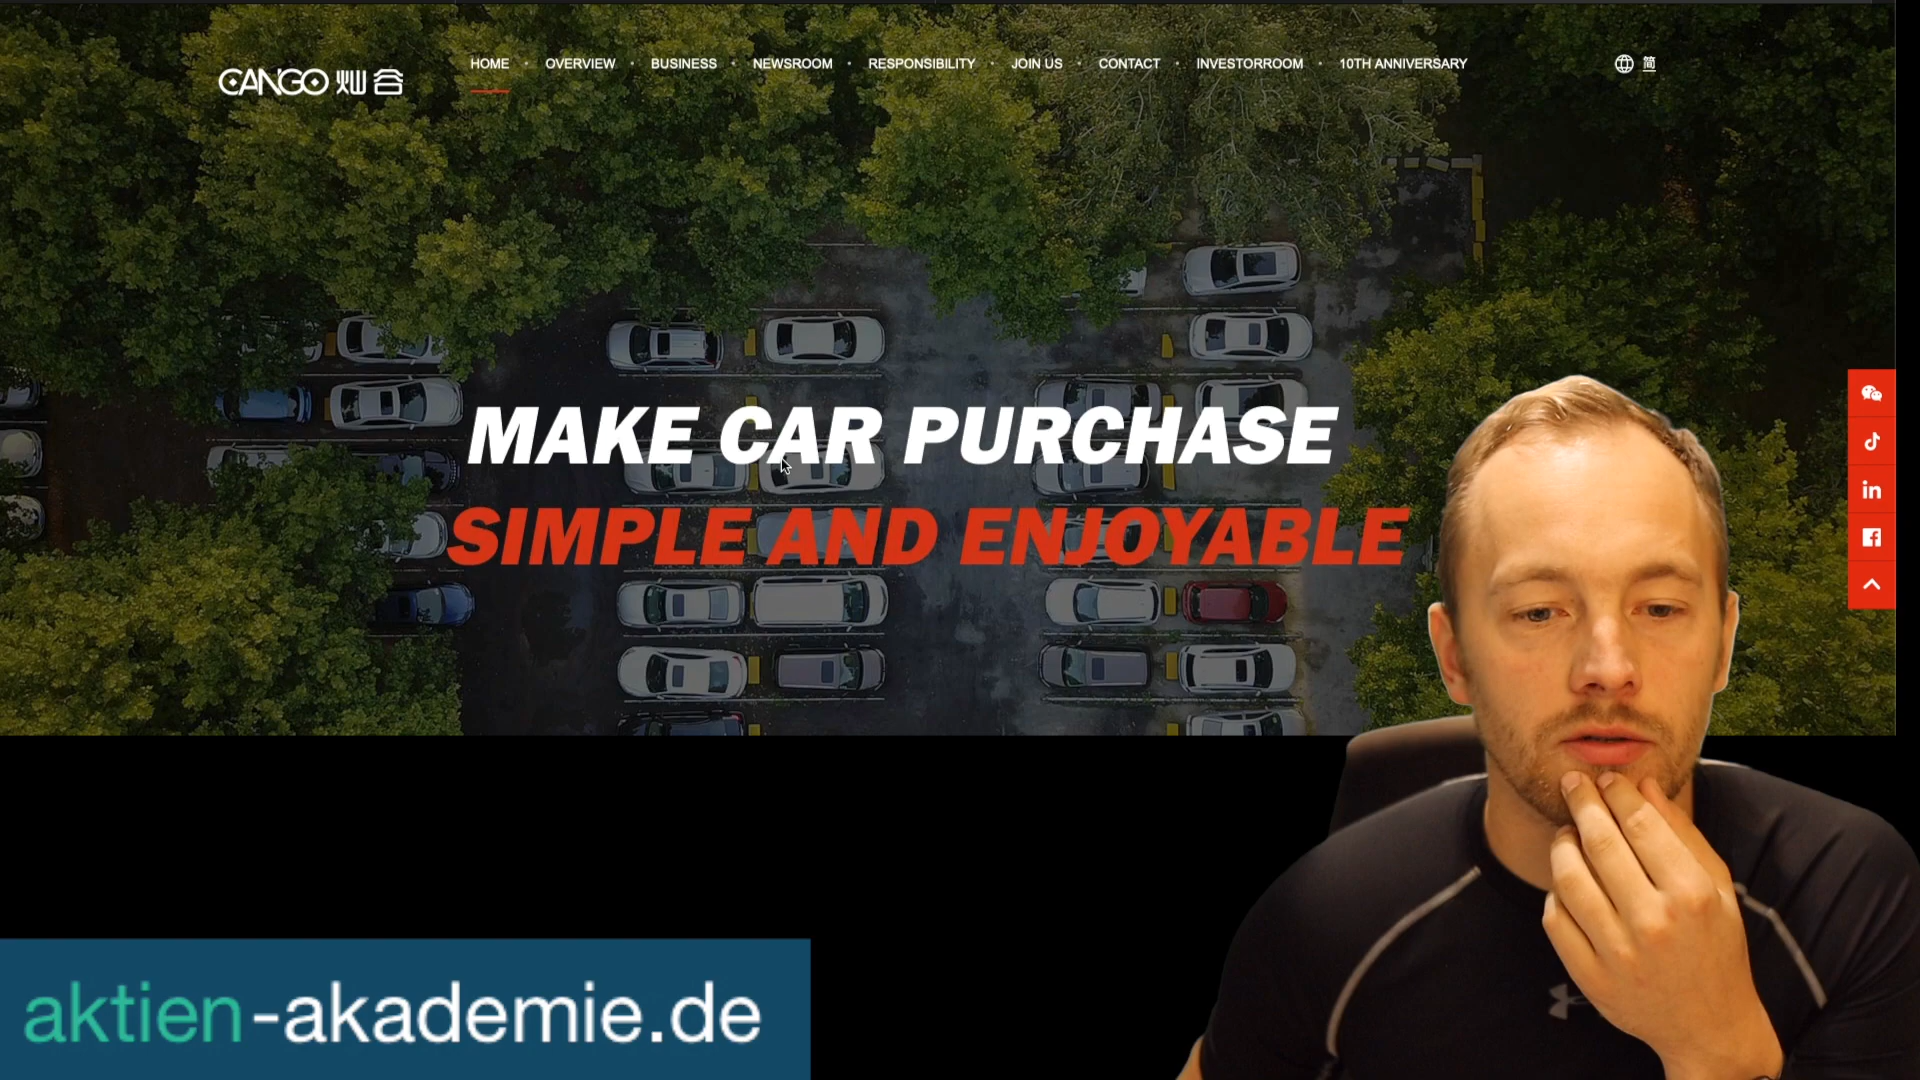 CANGO 灿谷
HOME • OVERVIEW • BUSINESS • NEWSROOM • RESPONSIBILITY • JOIN US • CONTACT • INVESTORROOM • 10TH ANNIVERSARY
简
MAKE CAR PURCHASE
SIMPLE AND ENJOYABLE
in
aktien-akademie.de